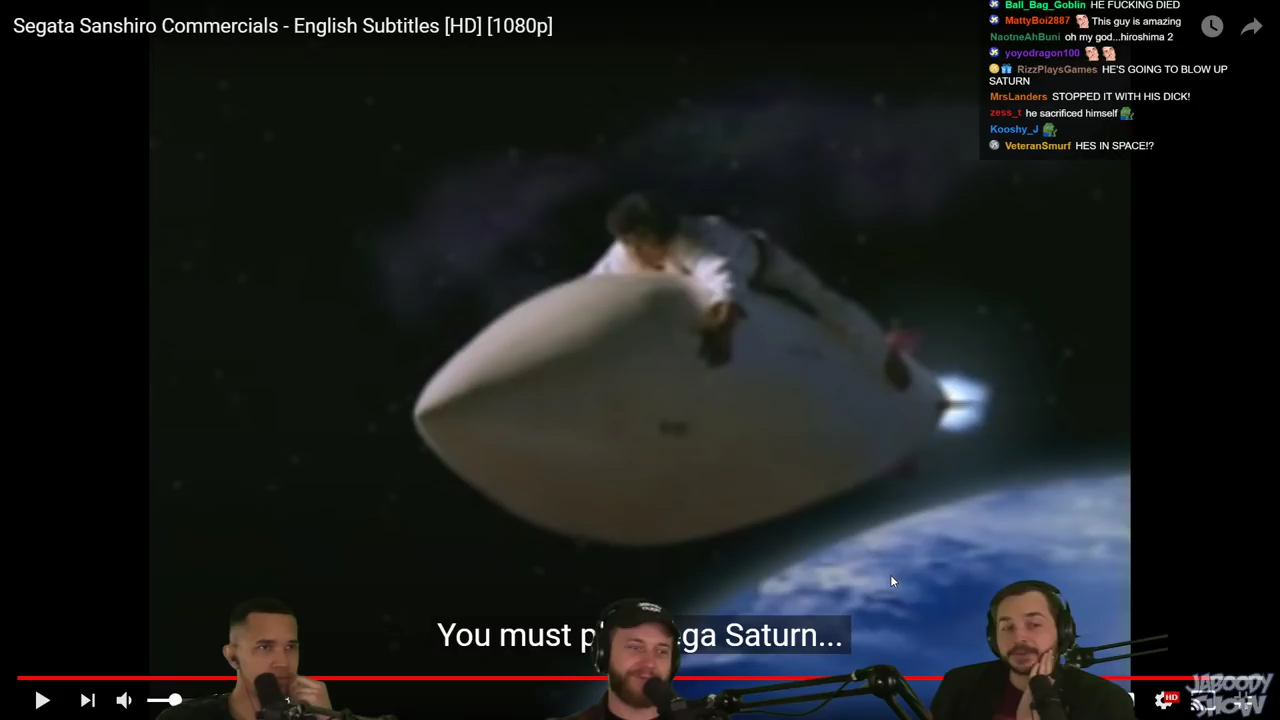 Segata Sanshiro Commercials - English Subtitles [HD] [1080p]
Ball_Bag_Goblin HE FUCKING DIED
MattyBoi2887 This guy is amazing
NaotneAhBuni oh my god...hiroshima 2
yoyodragon100
RizzPlaysGames HE'S GOING TO BLOW UP
SATURN
MrsLanders STOPPED IT WITH HIS DICK!
zess_t he sacrificed himself
Kooshy_J
VeteranSmurf HES IN SPACE!?
You must p ga Saturn...
HD
JABOODY
SHOW